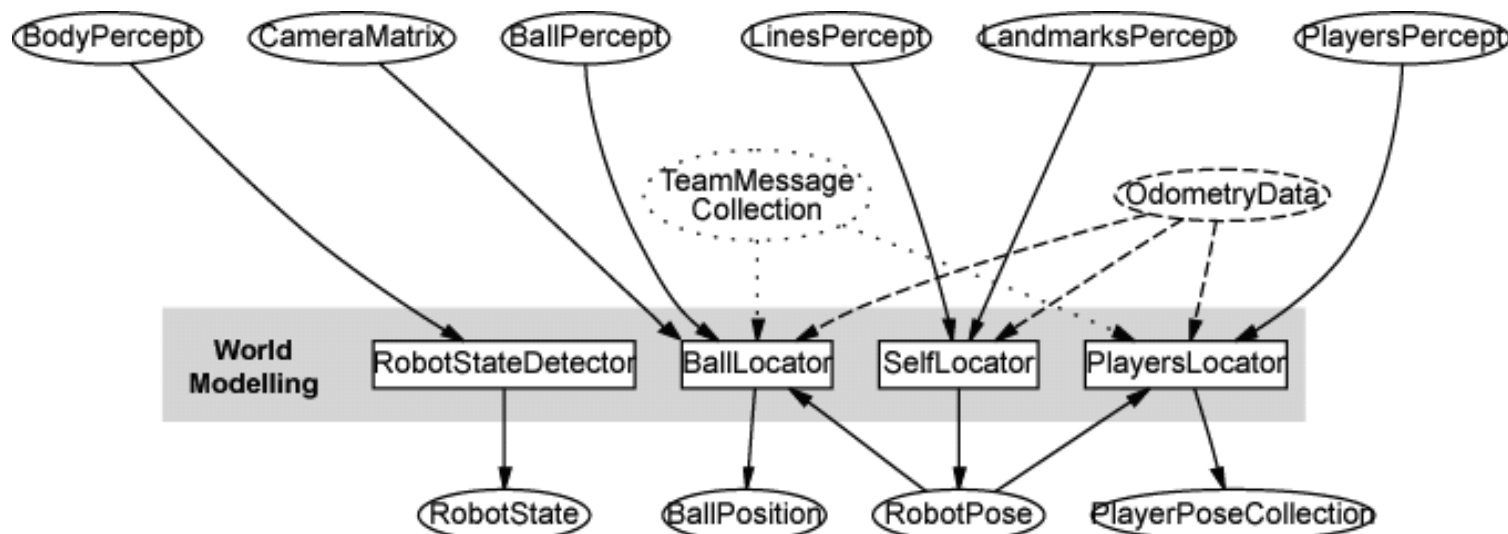 BodyPercept
CameraMatrix
BallPercept
LinesPercept
LandmarksPercept
PlayersPercept
TeamMessage
Collection
OdometryData
World
Modelling
RobotStateDetector
BallLocator
SelfLocator
PlayersLocator
RobotState
BallPosition
RobotPose
PlayerPoseCollection